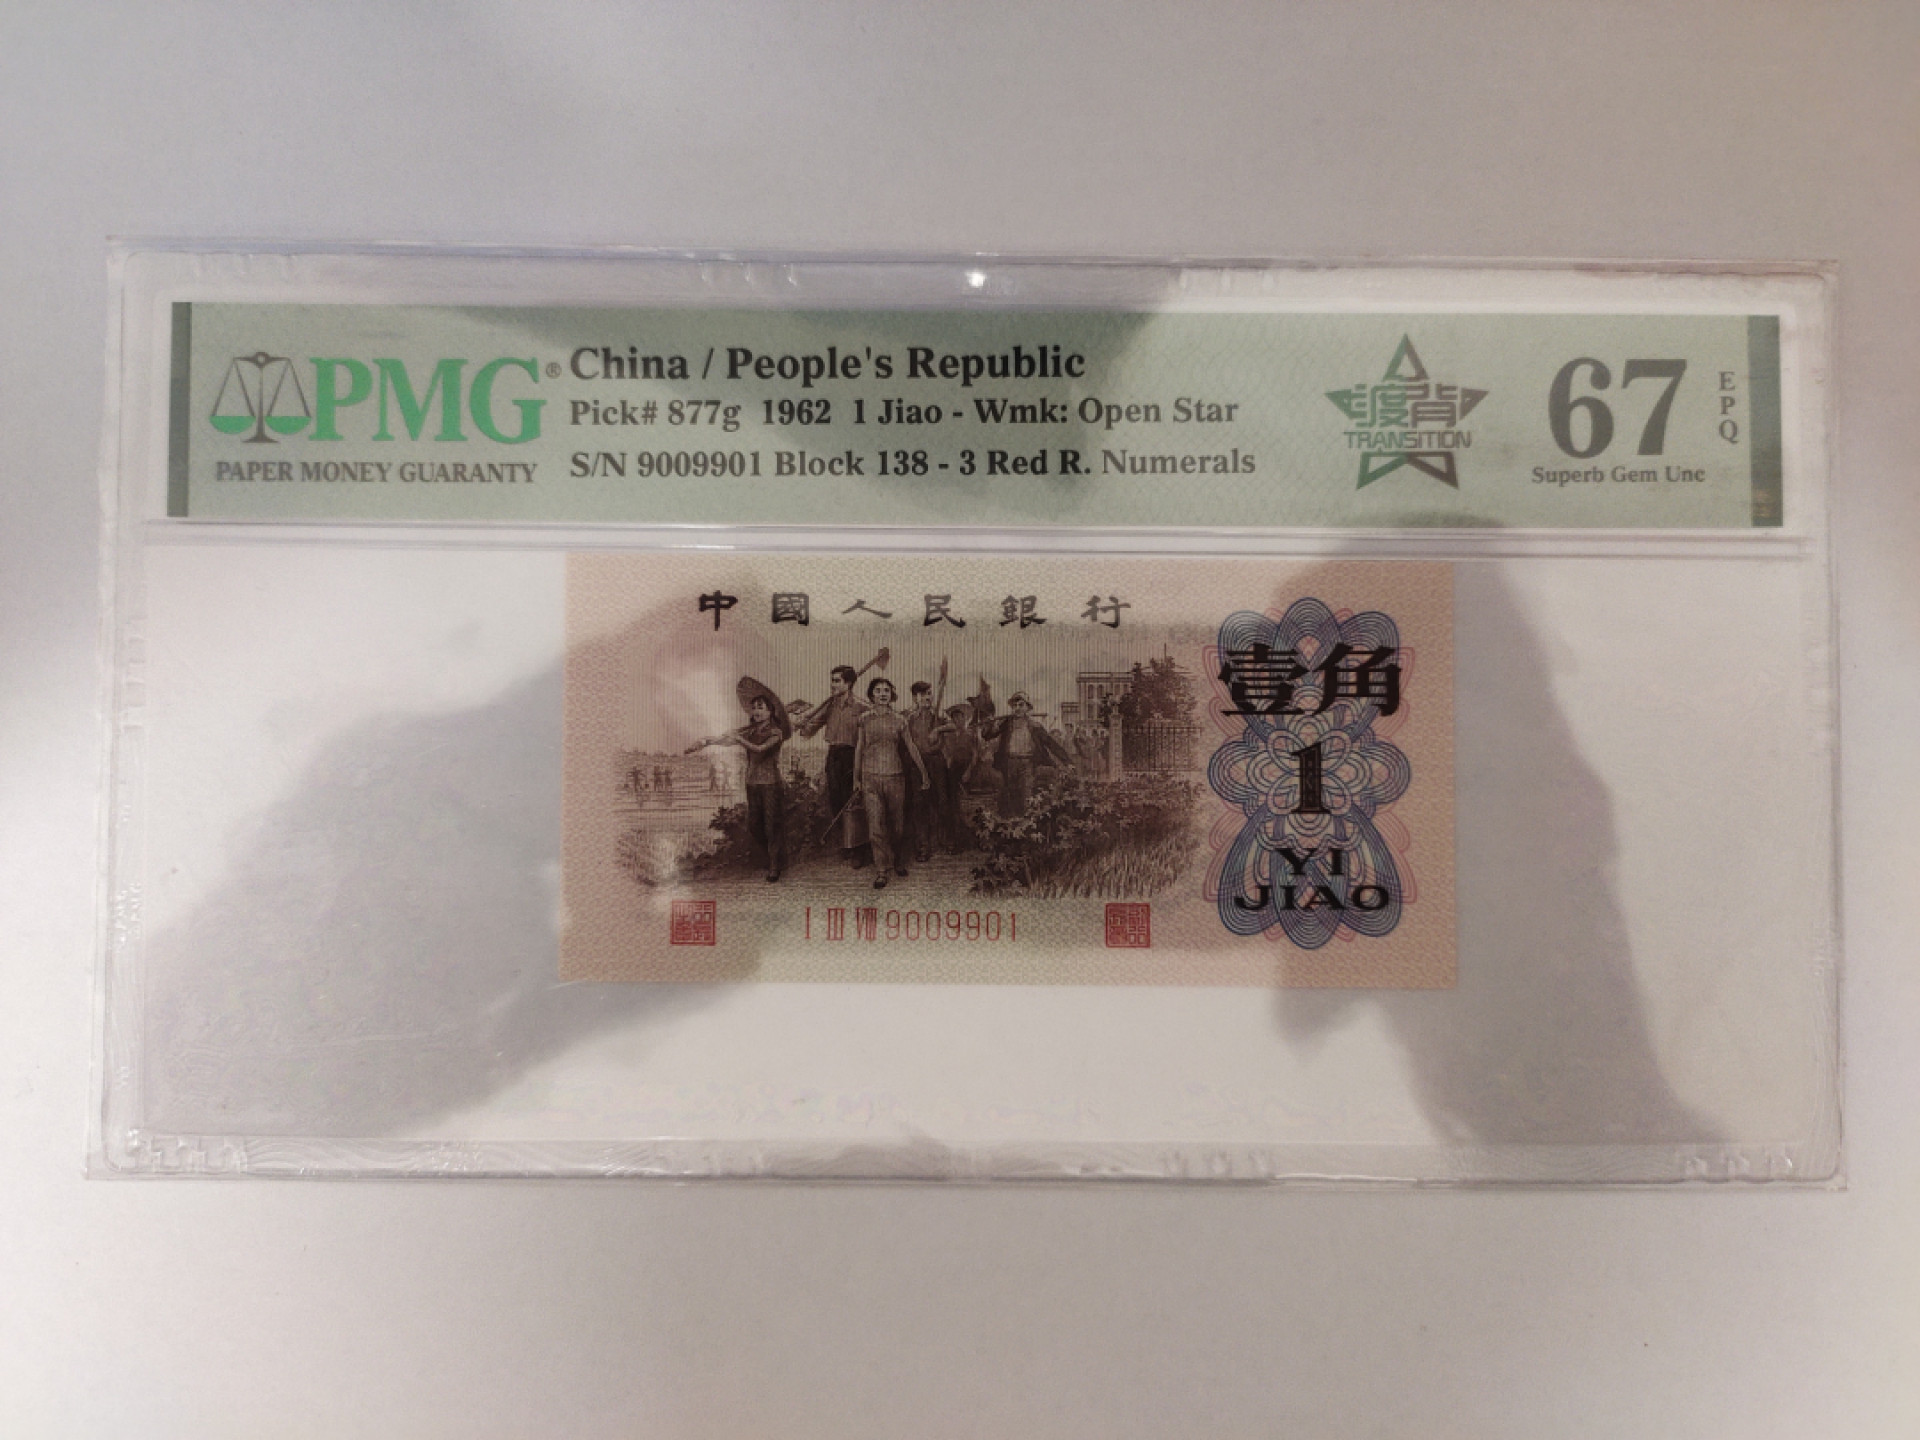 PMG®
PAPER MONEY GUARANTY
China / People's Republic
Pick# 877g 1962 1 Jiao - Wmk: Open Star
S/N 9009901 Block 138 - 3 Red R. Numerals
渡背
TRANSITION
67
EPQ
Superb Gem Unc
中國人民銀行
壹角
1
YI
JIAO
I III VIII 9009901